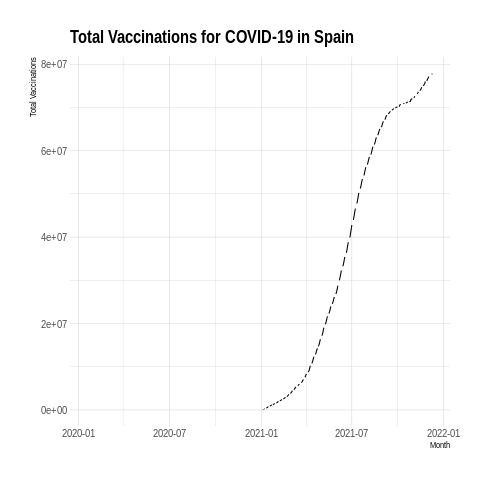 Total Vaccinations for COVID-19 in Spain
Total Vaccinations
8e+07
6e+07
4e+07
2e+07
0e+00
2020-01 2020-07 2021-01 2021-07 2022-01
Month